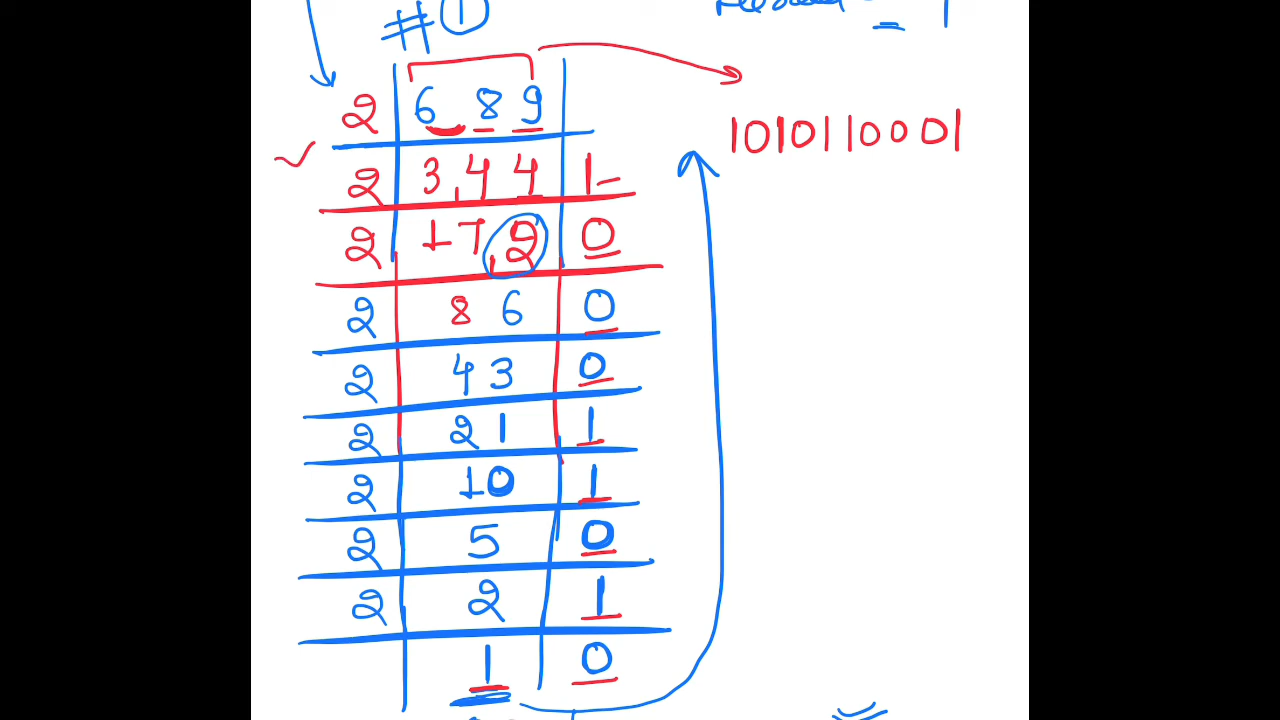 #1
2 689
1010110001
2 344 1
2 172 0
2 86 0
2 43 0
2 21 1
2 10 1
2 5 0
2 2 1
1 0